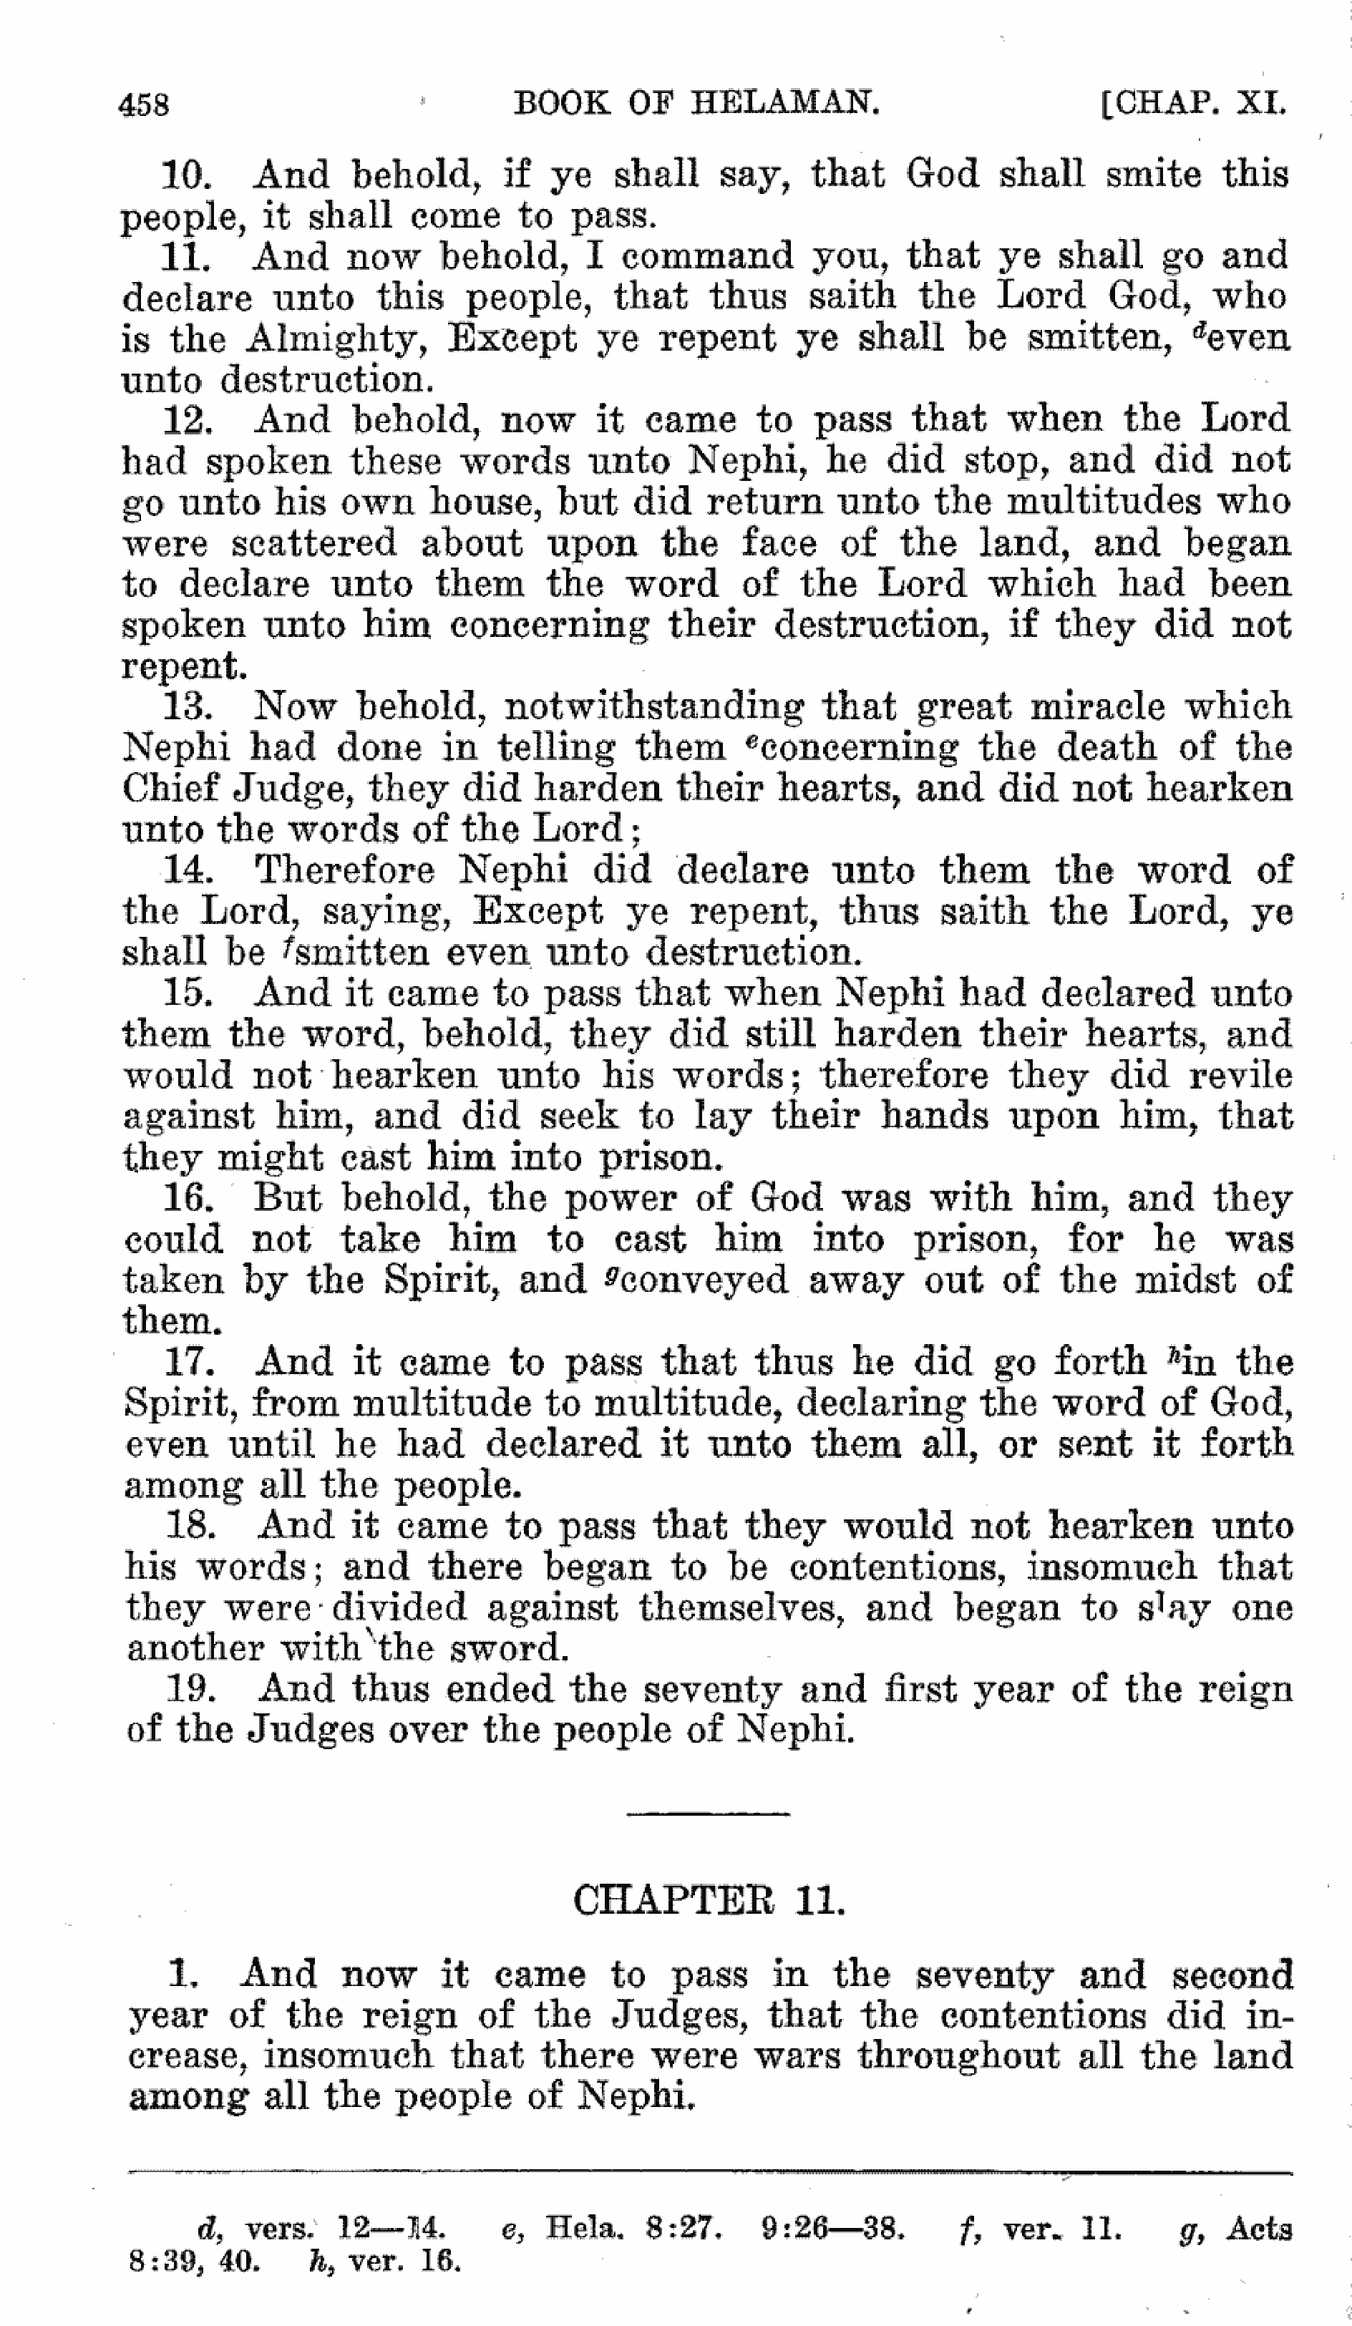 458 BOOK OF HELAMAN. [CHAP. XI.
10. And behold, if ye shall say, that God shall smite this
people, it shall come to pass.
11. And now behold, I command you, that ye shall go and
declare unto this people, that thus saith the Lord God, who
is the Almighty, Except ye repent ye shall be smitten, deven
unto destruction.
12. And behold, now it came to pass that when the Lord
had spoken these words unto Nephi, he did stop, and did not
go unto his own house, but did return unto the multitudes who
were scattered about upon the face of the land, and began
to declare unto them the word of the Lord which had been
spoken unto him concerning their destruction, if they did not
repent.
13. Now behold, notwithstanding that great miracle which
Nephi had done in telling them econcerning the death of the
Chief Judge, they did harden their hearts, and did not hearken
unto the words of the Lord;
14. Therefore Nephi did declare unto them the word of
the Lord, saying, Except ye repent, thus saith the Lord, ye
shall be fsmitten even unto destruction.
15. And it came to pass that when Nephi had declared unto
them the word, behold, they did still harden their hearts, and
would not hearken unto his words; therefore they did revile
against him, and did seek to lay their hands upon him, that
they might cast him into prison.
16. But behold, the power of God was with him, and they
could not take him to cast him into prison, for he was
taken by the Spirit, and gconveyed away out of the midst of
them.
17. And it came to pass that thus he did go forth hin the
Spirit, from multitude to multitude, declaring the word of God,
even until he had declared it unto them all, or sent it forth
among all the people.
18. And it came to pass that they would not hearken unto
his words; and there began to be contentions, insomuch that
they were divided against themselves, and began to slay one
another with the sword.
19. And thus ended the seventy and first year of the reign
of the Judges over the people of Nephi.
CHAPTER 11.
1. And now it came to pass in the seventy and second
year of the reign of the Judges, that the contentions did in-
crease, insomuch that there were wars throughout all the land
among all the people of Nephi.
d, vers. 12—14. e, Hela. 8:27. 9:26—38. f, ver. 11. g, Acts
8:39, 40. h, ver. 16.